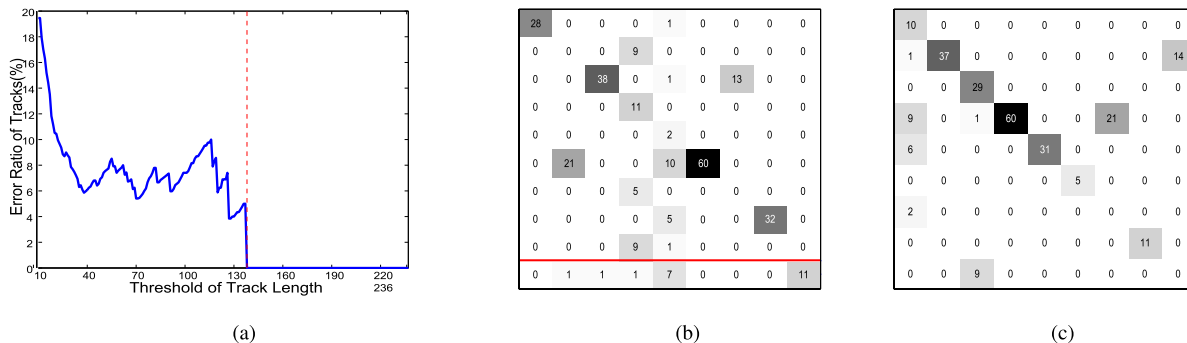 20
18
16
14
12
10
8
6
4
2
0
Error Ratio of Tracks(%)
10 40 70 100 130 160 190 220
Threshold of Track Length
236
(a)
28 0 0 0 1 0 0 0 0
0 0 0 9 0 0 0 0 0
0 0 38 0 1 0 13 0 0
0 0 0 11 0 0 0 0 0
0 0 0 0 2 0 0 0 0
0 21 0 0 10 60 0 0 0
0 0 0 5 0 0 0 0 0
0 0 0 0 5 0 0 32 0
0 0 0 9 1 0 0 0 0
0 1 1 1 7 0 0 0 11
(b)
10 0 0 0 0 0 0 0 0
1 37 0 0 0 0 0 0 14
0 0 29 0 0 0 0 0 0
9 0 1 60 0 0 21 0 0
6 0 0 0 31 0 0 0 0
0 0 0 0 0 5 0 0 0
2 0 0 0 0 0 0 0 0
0 0 0 0 0 0 0 11 0
0 0 9 0 0 0 0 0 0
(c)